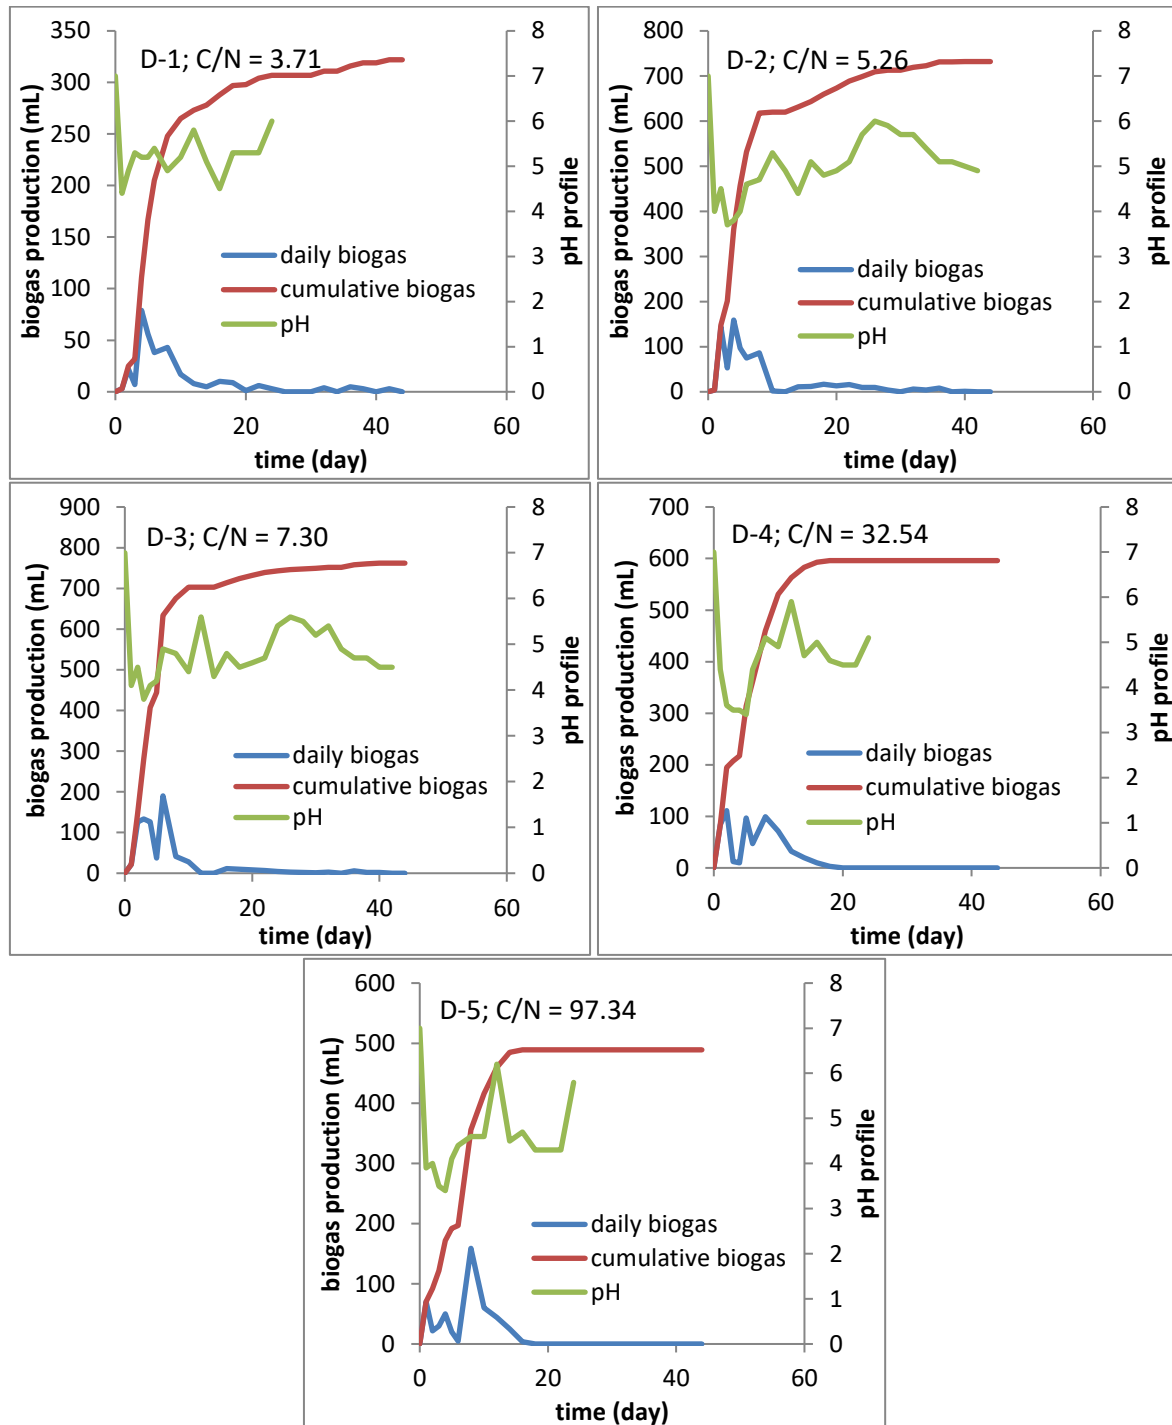 D-1; C/N = 3.71
biogas production (mL)
350
300
250
200
150
100
50
0
8
7
6
5
4
3
2
1
0
pH profile
daily biogas
cumulative biogas
pH
0 20 40 60
time (day)
D-2; C/N = 5.26
biogas production (mL)
800
700
600
500
400
300
200
100
0
8
7
6
5
4
3
2
1
0
pH profile
daily biogas
cumulative biogas
pH
0 20 40 60
time (day)
D-3; C/N = 7.30
biogas production (mL)
900
800
700
600
500
400
300
200
100
0
8
7
6
5
4
3
2
1
0
pH profile
daily biogas
cumulative biogas
pH
0 20 40 60
time (day)
D-4; C/N = 32.54
biogas production (mL)
700
600
500
400
300
200
100
0
8
7
6
5
4
3
2
1
0
pH profile
daily biogas
cumulative biogas
pH
0 20 40 60
time (day)
D-5; C/N = 97.34
biogas production (mL)
600
500
400
300
200
100
0
8
7
6
5
4
3
2
1
0
pH profile
daily biogas
cumulative biogas
pH
0 20 40 60
time (day)